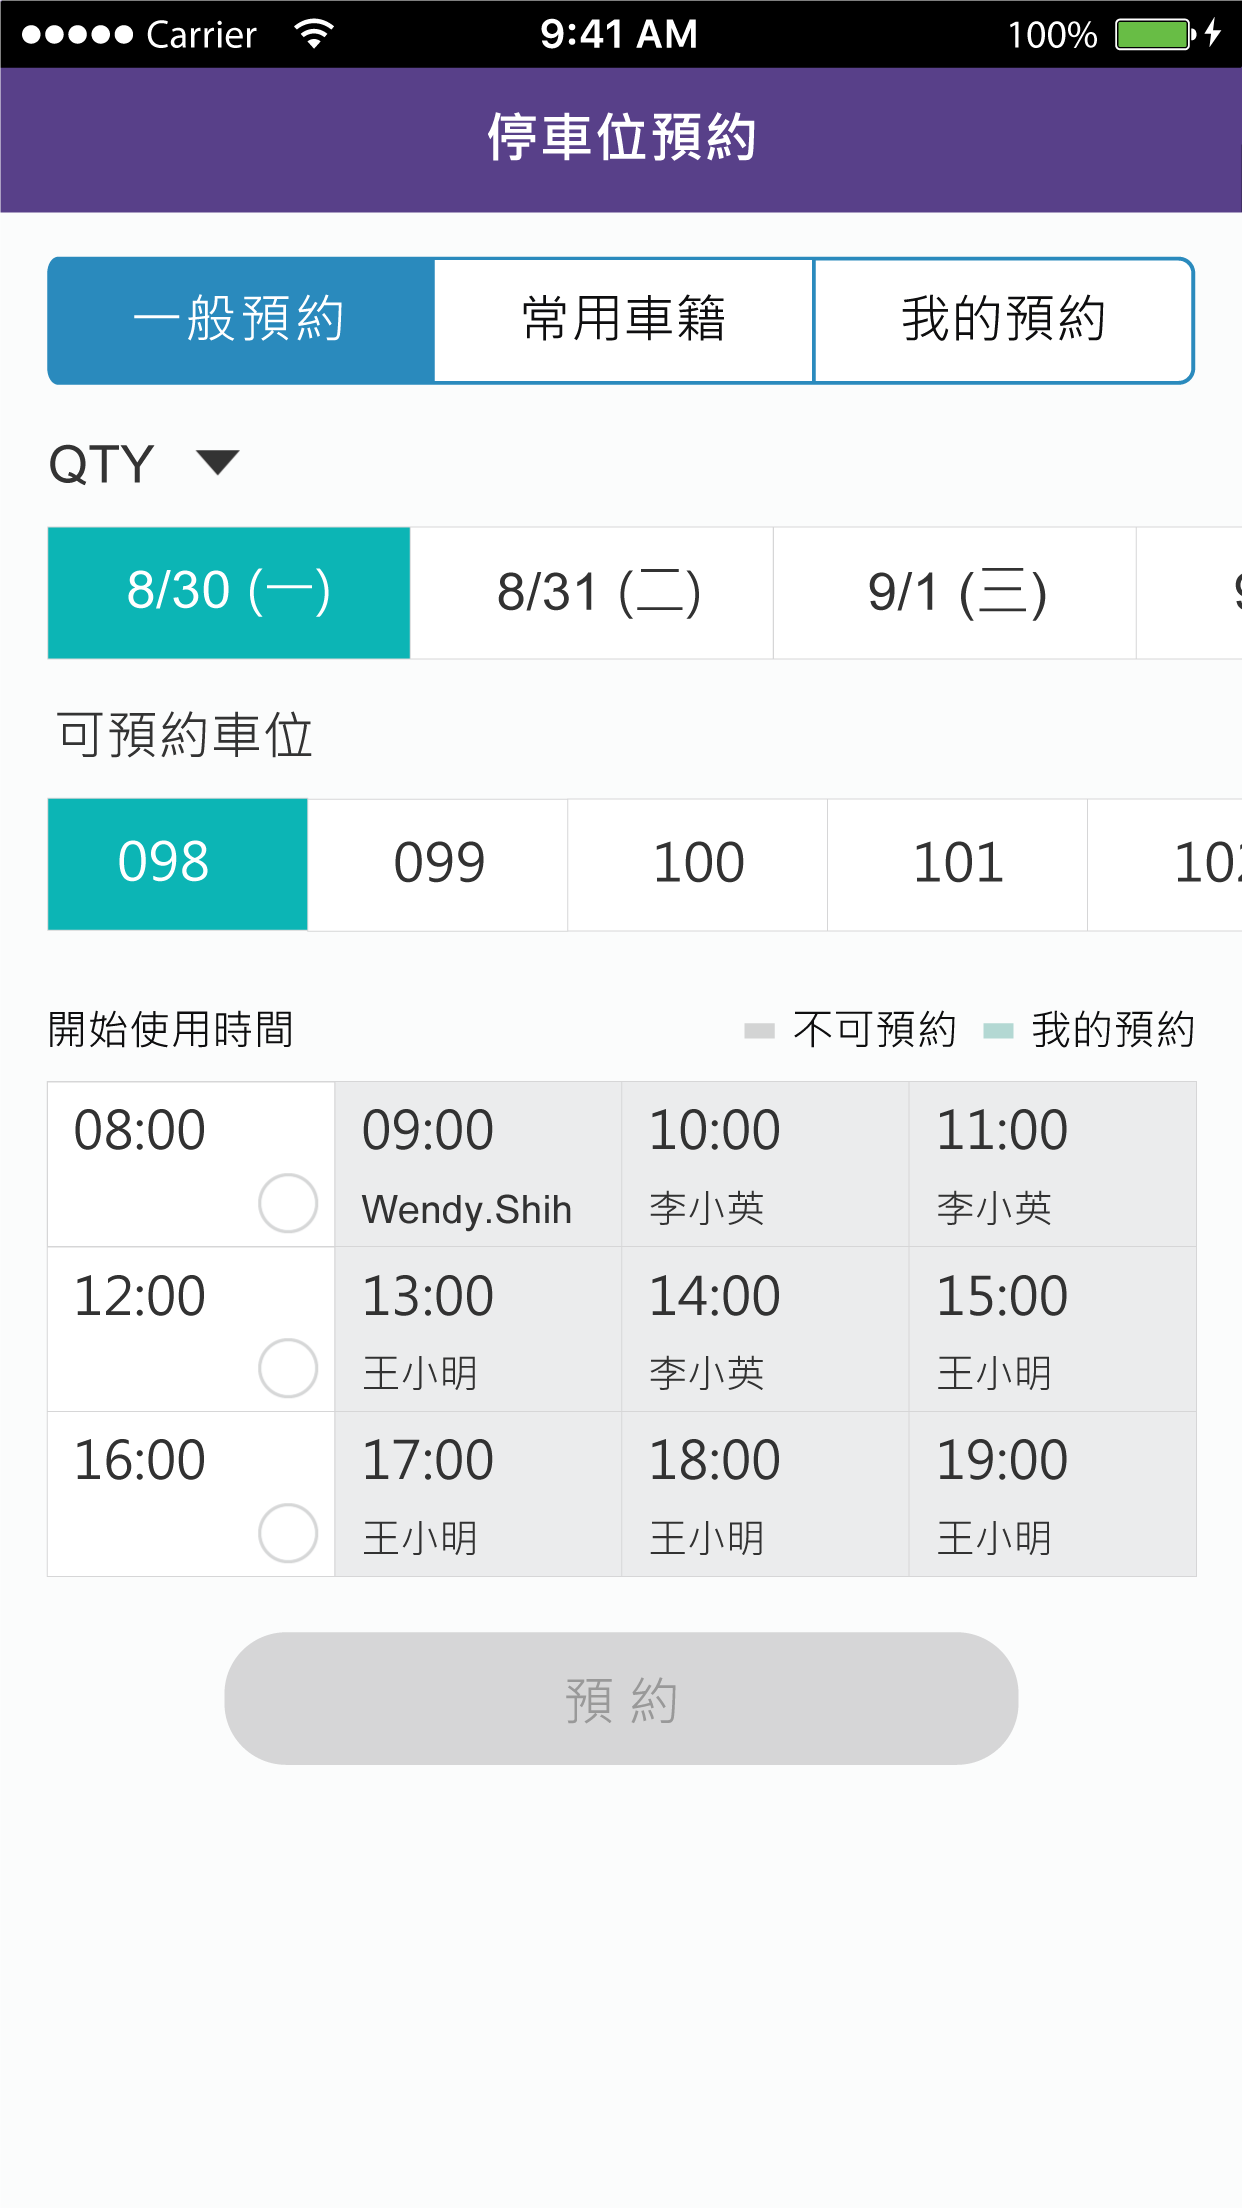 Carrier 9:41 AM 100%
停車位預約
一般預約 常用車籍 我的預約
QTY
8/30 (一) 8/31 (二) 9/1 (三)
可預約車位
098 099 100 101
開始使用時間 不可預約 我的預約
08:00 09:00 10:00 11:00
Wendy.Shih 李小英 李小英
12:00 13:00 14:00 15:00
王小明 李小英 王小明
16:00 17:00 18:00 19:00
王小明 王小明 王小明
預 約